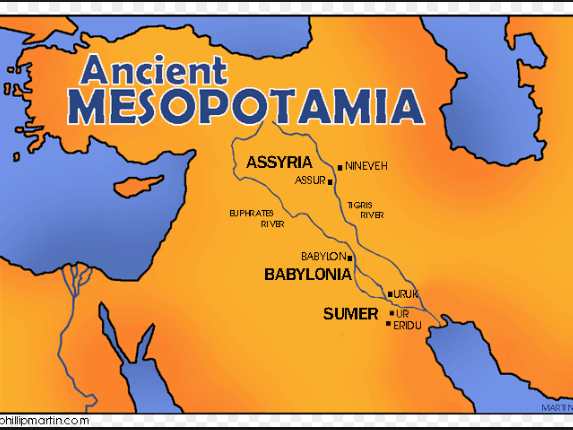 Ancient
MESOPOTAMIA
ASSYRIA
NINEVEH
ASSUR
TIGRIS
RIVER
EUPHRATES
RIVER
BABYLON
BABYLONIA
URUK
SUMER
UR
ERIDU
MARTIN
phillipmartin.com